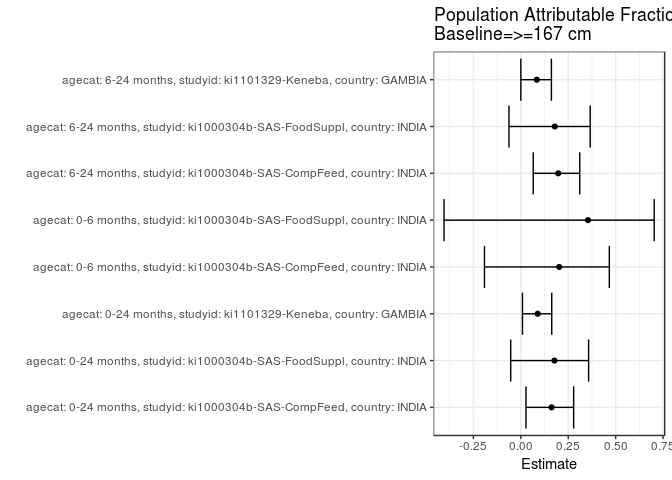 Population Attributable Fractio
Baseline=>=167 cm
agecat: 6-24 months, studyid: ki1101329-Keneba, country: GAMBIA
agecat: 6-24 months, studyid: ki1000304b-SAS-FoodSuppl, country: INDIA
agecat: 6-24 months, studyid: ki1000304b-SAS-CompFeed, country: INDIA
agecat: 0-6 months, studyid: ki1000304b-SAS-FoodSuppl, country: INDIA
agecat: 0-6 months, studyid: ki1000304b-SAS-CompFeed, country: INDIA
agecat: 0-24 months, studyid: ki1101329-Keneba, country: GAMBIA
agecat: 0-24 months, studyid: ki1000304b-SAS-FoodSuppl, country: INDIA
agecat: 0-24 months, studyid: ki1000304b-SAS-CompFeed, country: INDIA
-0.25 0.00 0.25 0.50 0.75
Estimate